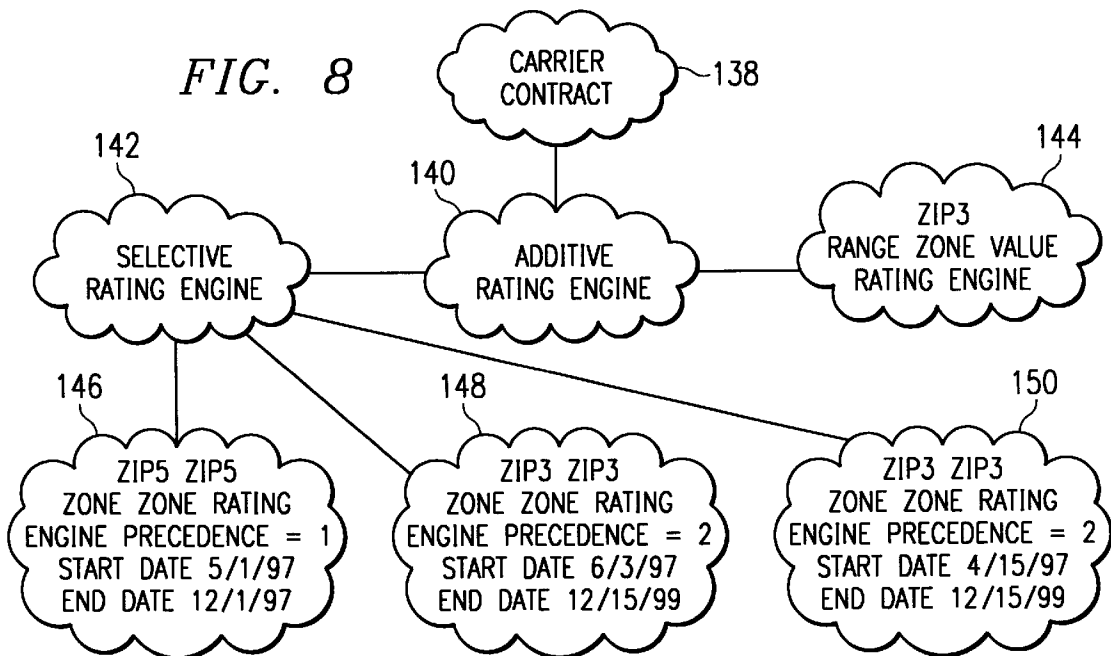 FIG. 8
CARRIER
CONTRACT
138
142
SELECTIVE
RATING ENGINE
140
ADDITIVE
RATING ENGINE
144
ZIP3
RANGE ZONE VALUE
RATING ENGINE
146
ZIP5 ZIP5
ZONE ZONE RATING
ENGINE PRECEDENCE = 1
START DATE 5/1/97
END DATE 12/1/97
148
ZIP3 ZIP3
ZONE ZONE RATING
ENGINE PRECEDENCE = 2
START DATE 6/3/97
END DATE 12/15/99
150
ZIP3 ZIP3
ZONE ZONE RATING
ENGINE PRECEDENCE = 2
START DATE 4/15/97
END DATE 12/15/99